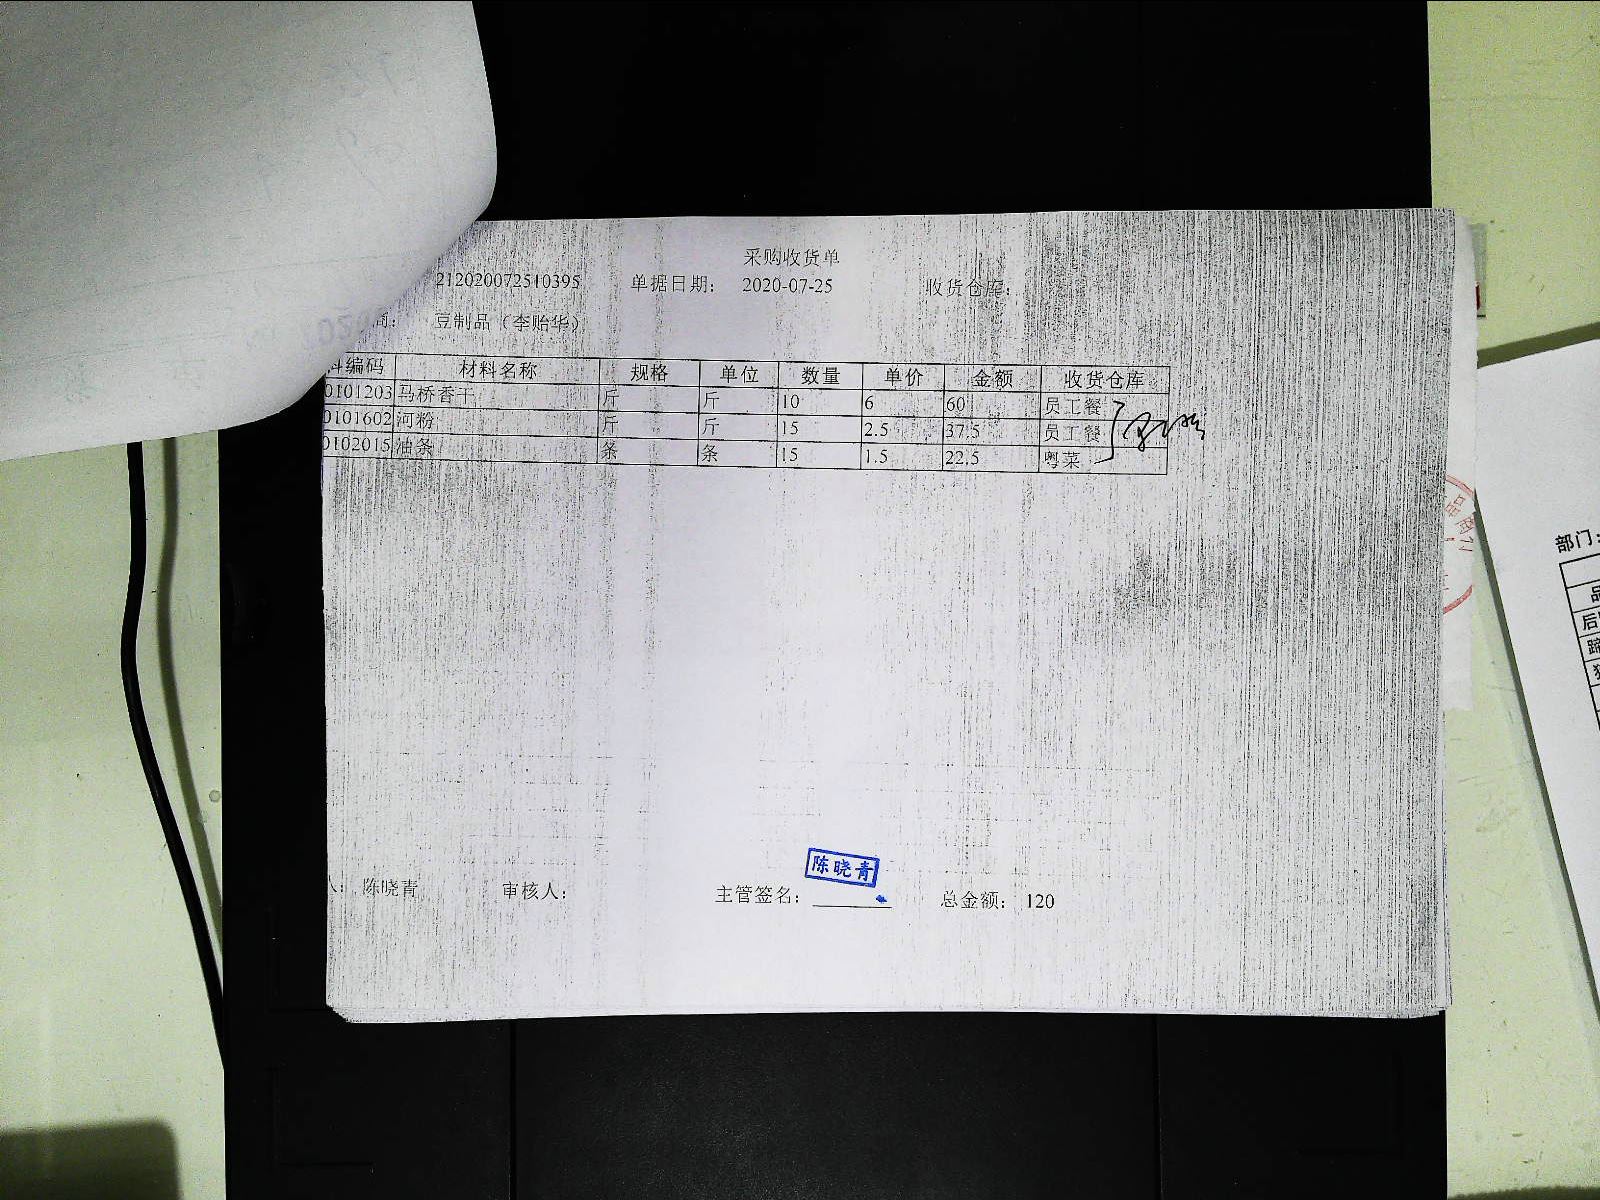 采购收货单
212020072510395 单据日期： 2020-07-25 收货仓库：
商： 豆制品（李贻华）
编码 材料名称 规格 单位 数量 单价 金额 收货仓库
0101203 马桥香干 斤 斤 10 6 60 员工餐
0101602 河粉 斤 斤 15 2.5 37.5 员工餐
0102015 油条 条 条 15 1.5 22.5 粤菜
陈晓青
人： 陈晓青 审核人： 主管签名： 总金额： 120
部门：
品
后
蹄